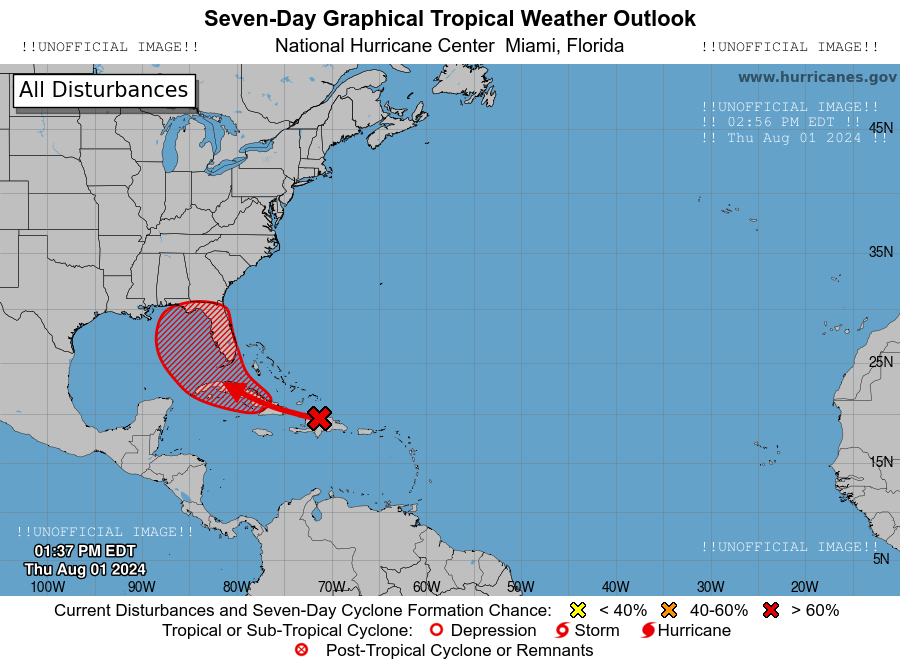 Seven-Day Graphical Tropical Weather Outlook
!!UNOFFICIAL IMAGE!! National Hurricane Center Miami, Florida !!UNOFFICIAL IMAGE!!
All Disturbances
www.hurricanes.gov
!!UNOFFICIAL IMAGE!!
!! 02:56 PM EDT !!
!! Thu Aug 01 2024 !!
45N
35N
25N
15N
!!UNOFFICIAL IMAGE!!
01:37 PM EDT
Thu Aug 01 2024
!!UNOFFICIAL IMAGE!!
5N
100W 90W 80W 70W 60W 50W 40W 30W 20W
Current Disturbances and Seven-Day Cyclone Formation Chance: < 40% 40-60% > 60%
Tropical or Sub-Tropical Cyclone: Depression Storm Hurricane
Post-Tropical Cyclone or Remnants